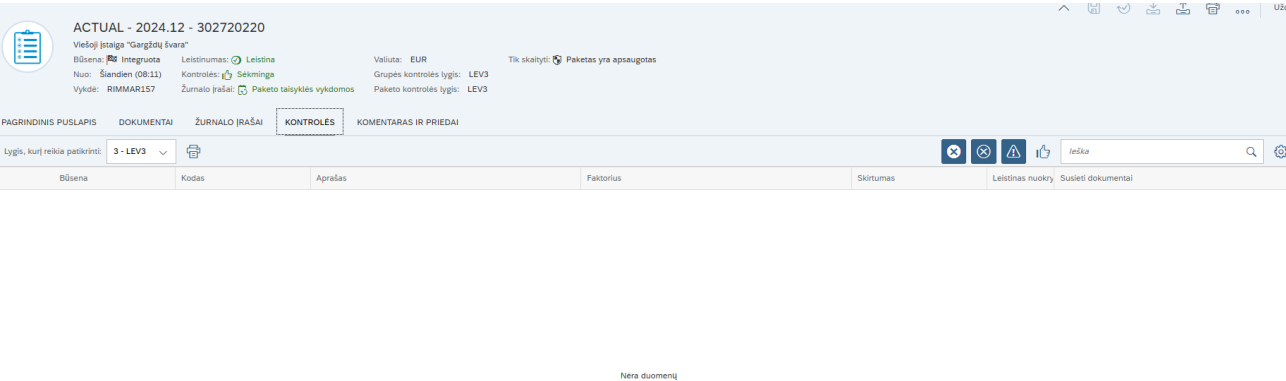 Užd
ACTUAL - 2024.12 - 302720220
Viešoji įstaiga "Gargždų švara"
Būsena: Integruota Leistinumas: Leistina Valiuta: EUR Tik skaityti: Paketas yra apsaugotas
Nuo: Šiandien (08:11) Kontrolės: Sėkminga Grupės kontrolės lygis: LEV3
Vykdė: RIMMAR157 Žurnalo įrašai: Paketo taisyklės vykdomos Paketo kontrolės lygis: LEV3
PAGRINDINIS PUSLAPIS DOKUMENTAI ŽURNALO ĮRAŠAI KONTROLĖS KOMENTARAS IR PRIEDAI
Lygis, kurį reikia patikrinti: 3 - LEV3 Ieška
Būsena Kodas Aprašas Faktorius Skirtumas Leistinas nuokry Susieti dokumentai
Nėra duomenų